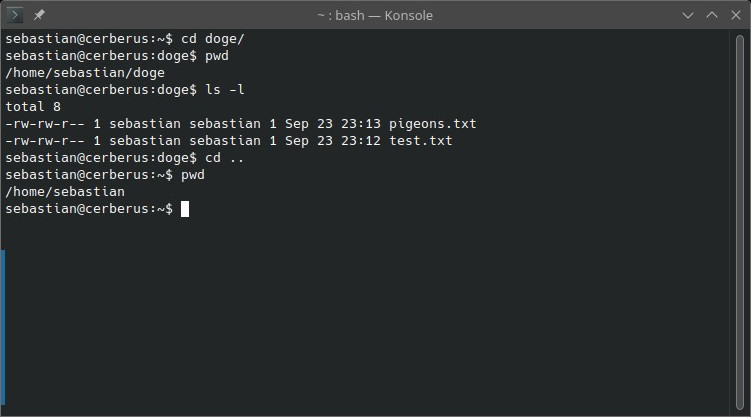 ~ : bash — Konsole
sebastian@cerberus:~$ cd doge/
sebastian@cerberus:doge$ pwd
/home/sebastian/doge
sebastian@cerberus:doge$ ls -l
total 8
-rw-rw-r-- 1 sebastian sebastian 1 Sep 23 23:13 pigeons.txt
-rw-rw-r-- 1 sebastian sebastian 1 Sep 23 23:12 test.txt
sebastian@cerberus:doge$ cd ..
sebastian@cerberus:~$ pwd
/home/sebastian
sebastian@cerberus:~$